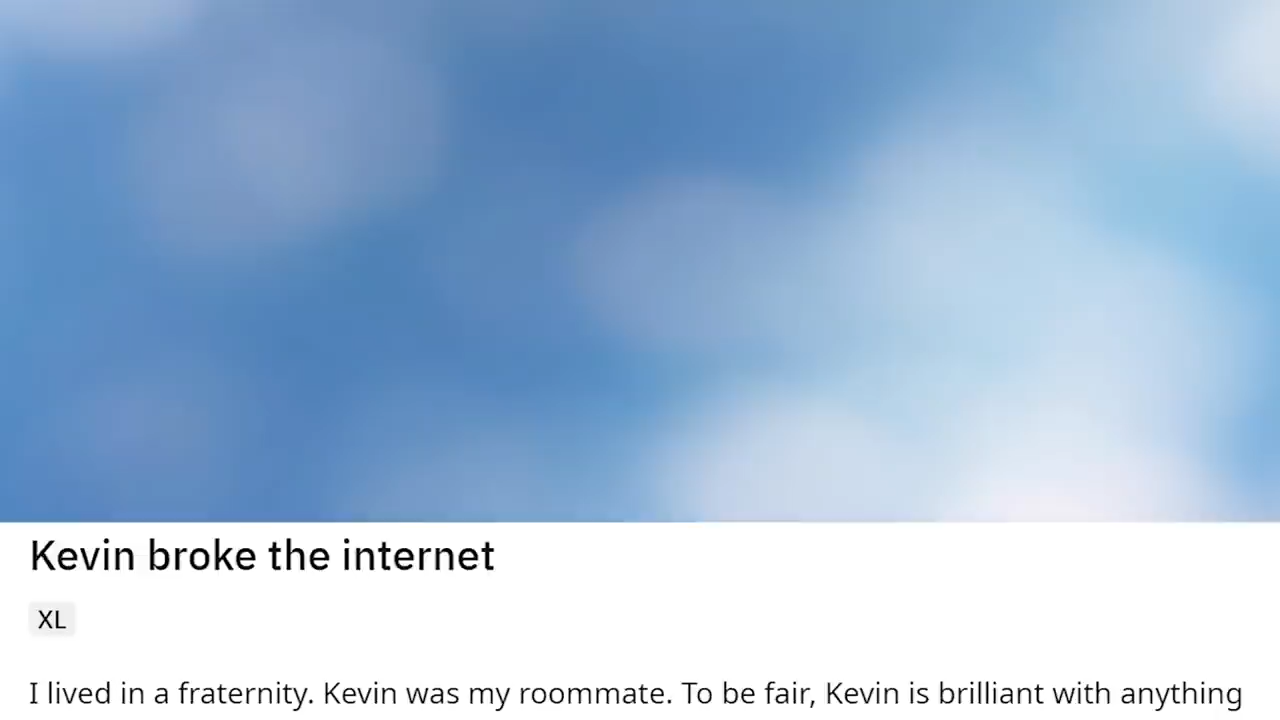 Kevin broke the internet
XL
I lived in a fraternity. Kevin was my roommate. To be fair, Kevin is brilliant with anything